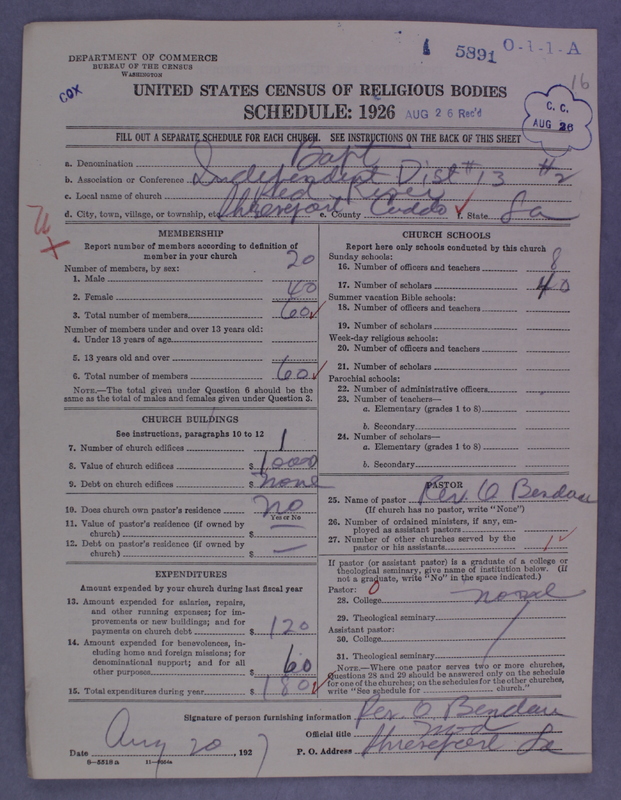 5891 O-1-1-A
DEPARTMENT OF COMMERCE
BUREAU OF THE CENSUS
WASHINGTON
16
COX
UNITED STATES CENSUS OF RELIGIOUS BODIES
SCHEDULE: 1926 AUG 26 Rec'd
C. C.
AUG 26
FILL OUT A SEPARATE SCHEDULE FOR EACH CHURCH. SEE INSTRUCTIONS ON THE BACK OF THIS SHEET
a. Denomination Bapt
b. Association or Conference Independent Dist #13 #2
c. Local name of church Red River
d. City, town, village, or township, etc. Shreveport e. County Caddo f. State La
MEMBERSHIP
Report number of members according to definition of
member in your church
Number of members, by sex:
1. Male 20
2. Female 40
3. Total number of members 60
Number of members under and over 13 years old:
4. Under 13 years of age
5. 13 years old and over
6. Total number of members 60
NOTE.—The total given under Question 6 should be the
same as the total of males and females given under Question 3.
CHURCH BUILDINGS
See instructions, paragraphs 10 to 12
7. Number of church edifices 1
8. Value of church edifices $ 1000
9. Debt on church edifices $ none
10. Does church own pastor's residence? no
Yes or No
11. Value of pastor's residence (if owned by
church) $ —
12. Debt on pastor's residence (if owned by
church) $ —
EXPENDITURES
Amount expended by your church during last fiscal year
13. Amount expended for salaries, repairs,
and other running expenses; for im-
provements or new buildings; and for
payments on church debt $ 120
14. Amount expended for benevolences, in-
cluding home and foreign missions; for
denominational support; and for all
other purposes $ 60
15. Total expenditures during year $ 180
CHURCH SCHOOLS
Report here only schools conducted by this church
Sunday schools:
16. Number of officers and teachers 8
17. Number of scholars 40
Summer vacation Bible schools:
18. Number of officers and teachers
19. Number of scholars
Week-day religious schools:
20. Number of officers and teachers
21. Number of scholars
Parochial schools:
22. Number of administrative officers
23. Number of teachers—
a. Elementary (grades 1 to 8)
b. Secondary
24. Number of scholars—
a. Elementary (grades 1 to 8)
b. Secondary
PASTOR
25. Name of pastor Rev. O Bendau
(If church has no pastor, write "None")
26. Number of ordained ministers, if any, em-
ployed as assistant pastors
27. Number of other churches served by the
pastor or his assistants 1
If pastor (or assistant pastor) is a graduate of a college or
theological seminary, give name of institution below. (If
not a graduate, write "No" in the space indicated.)
Pastor: 0
28. College
29. Theological seminary
Assistant pastor:
30. College
31. Theological seminary
NOTE.—Where one pastor serves two or more churches,
Questions 28 and 29 should be answered only on the schedule
for one of the churches; on the schedules for the other churches,
write "See schedule for church."
Signature of person furnishing information Rev. O Bendau
Official title
Date Aug 20, 1927 P. O. Address Shreveport La
8-5518 a